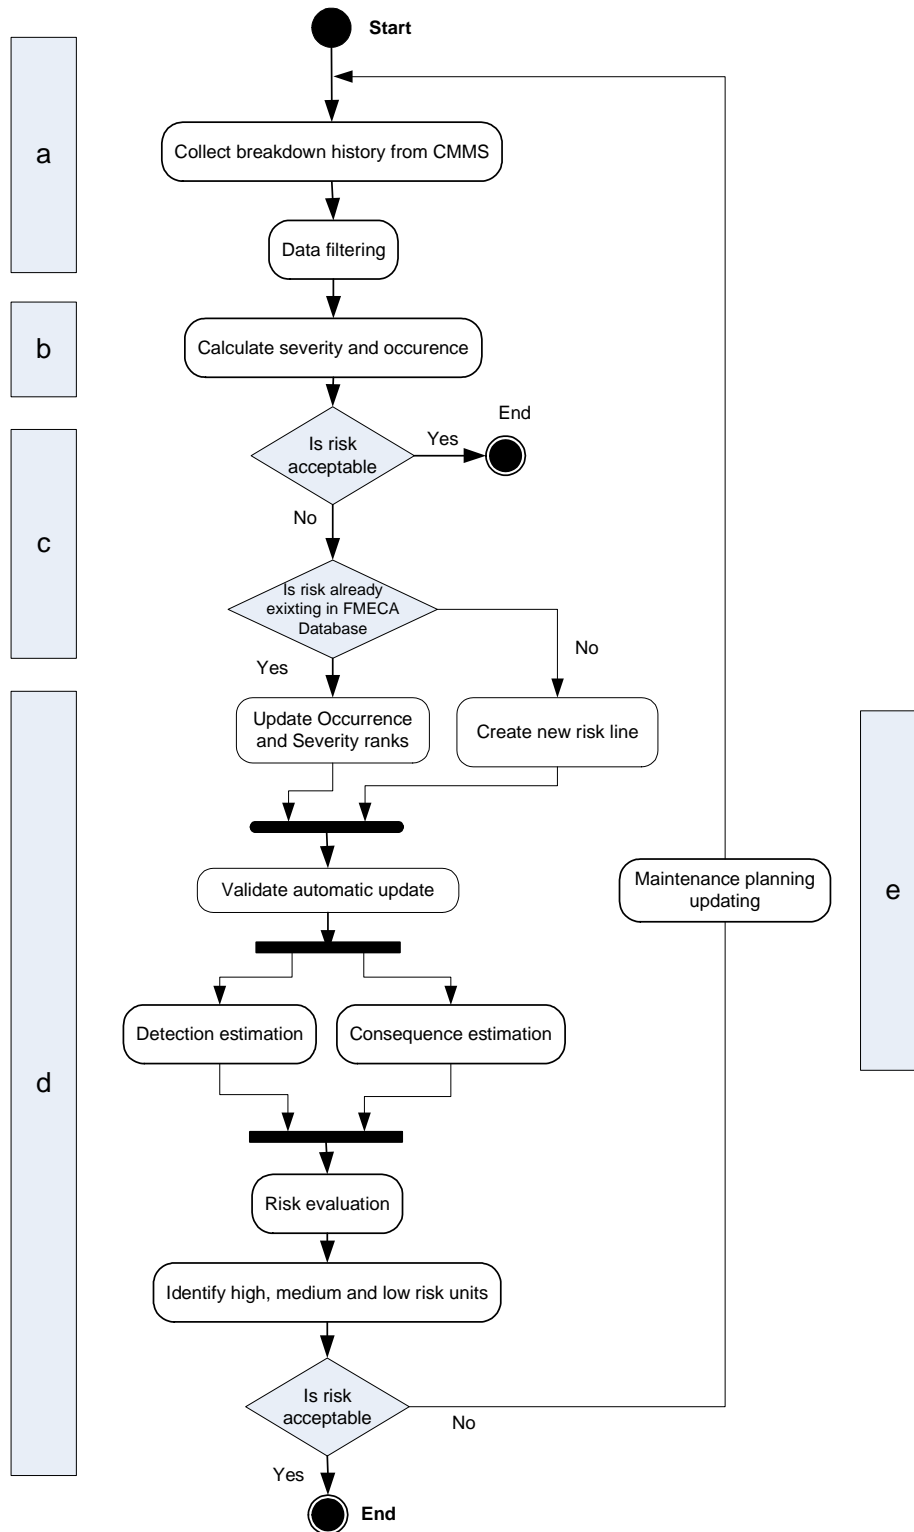 Start
a
Collect breakdown history from CMMS
Data filtering
b
Calculate severity and occurence
End
Is risk
acceptable
Yes
No
c
Is risk already
exixting in FMECA
Database
No
Yes
Update Occurrence
and Severity ranks
Create new risk line
Validate automatic update
Maintenance planning
updating
e
Detection estimation
Consequence estimation
d
Risk evaluation
Identify high, medium and low risk units
Is risk
acceptable
No
Yes
End